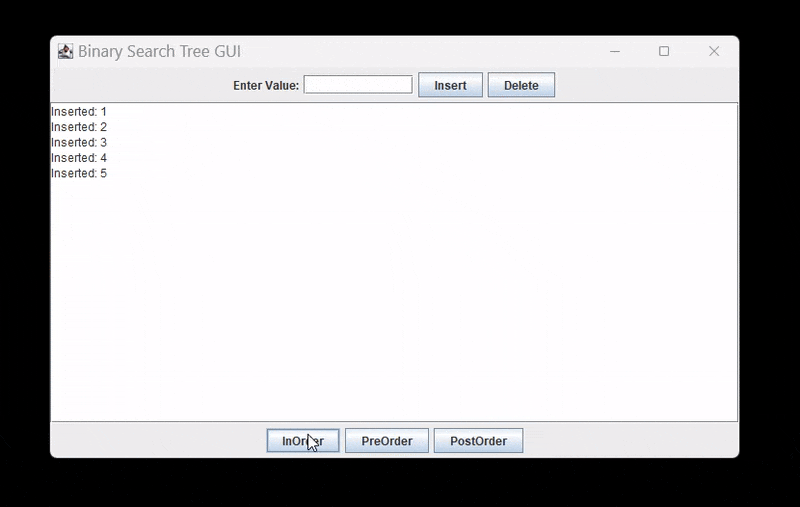 Binary Search Tree GUI
Enter Value: Insert Delete
Inserted: 1
Inserted: 2
Inserted: 3
Inserted: 4
Inserted: 5
InOrder PreOrder PostOrder